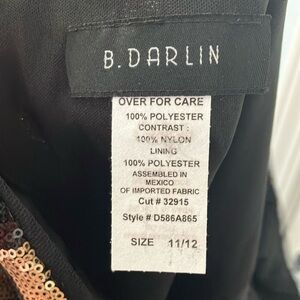 B. DARLIN
OVER FOR CARE
100% POLYESTER
CONTRAST :
100% NYLON
LINING
100% POLYESTER
ASSEMBLED IN
MEXICO
OF IMPORTED FABRIC
Cut # 32915
Style # D586A865
SIZE 11/12